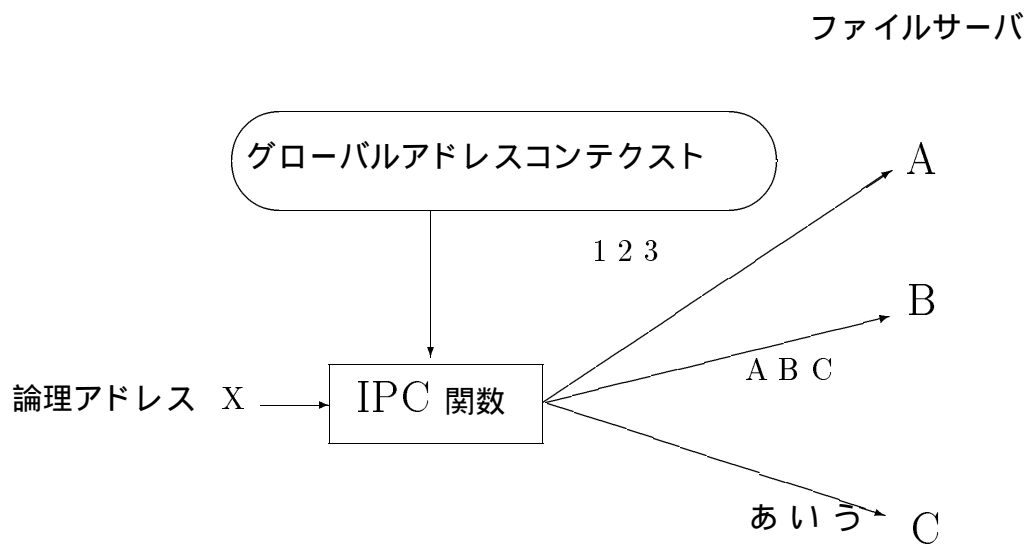 ファイルサーバ
グローバルアドレスコンテクスト
A
1 2 3
B
A B C
論理アドレス X
IPC 関数
あ い う
C